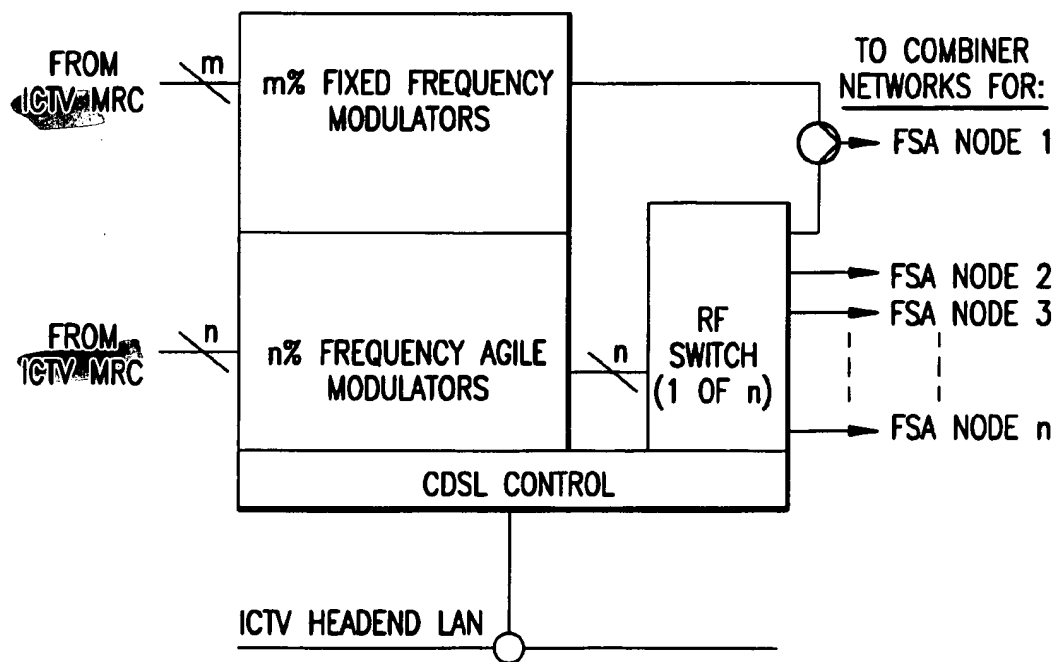 FROM
ICTV MRC
m
m% FIXED FREQUENCY
MODULATORS
TO COMBINER
NETWORKS FOR:
FSA NODE 1
FROM
ICTV MRC
n
n% FREQUENCY AGILE
MODULATORS
n
RF
SWITCH
(1 OF n)
FSA NODE 2
FSA NODE 3
FSA NODE n
CDSL CONTROL
ICTV HEADEND LAN